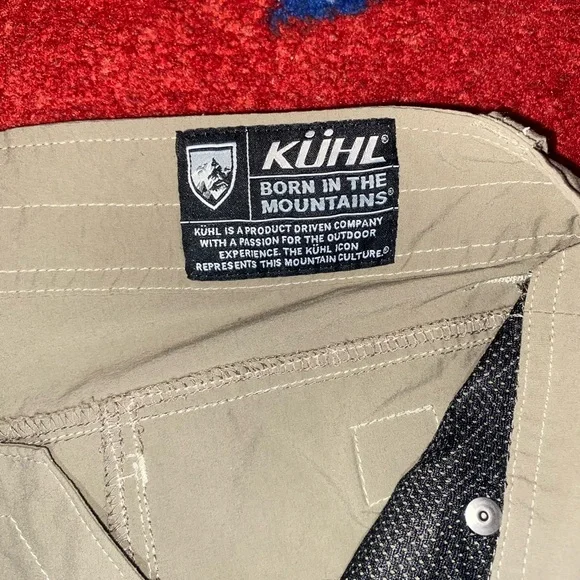 KÜHL®
BORN IN THE
MOUNTAINS®
KÜHL IS A PRODUCT DRIVEN COMPANY
WITH A PASSION FOR THE OUTDOOR
EXPERIENCE. THE KÜHL ICON
REPRESENTS THIS MOUNTAIN CULTURE.®